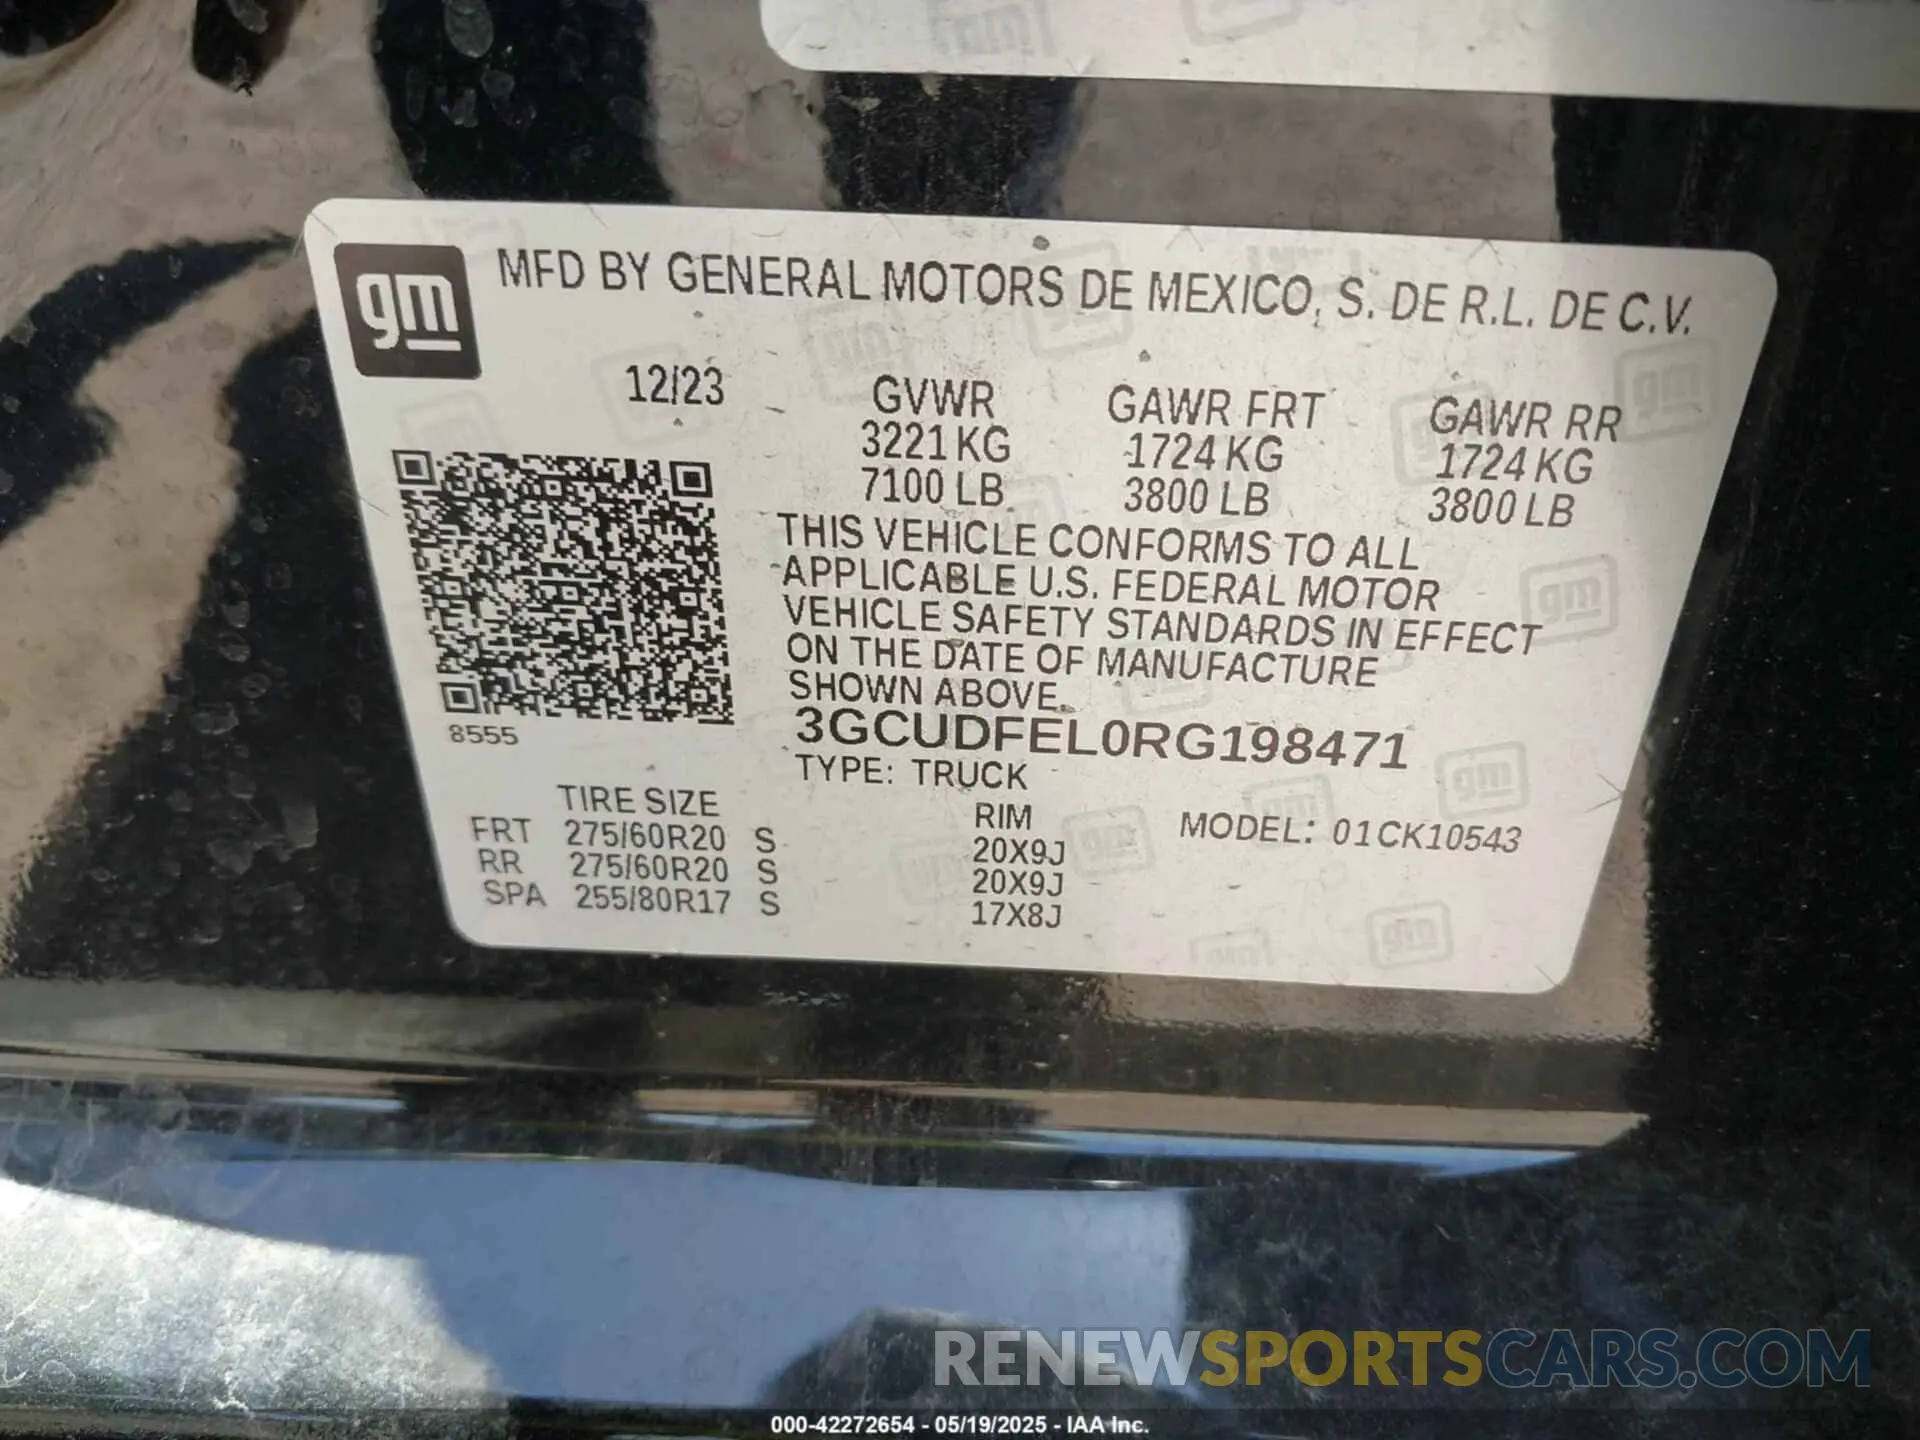 gm
MFD BY GENERAL MOTORS DE MEXICO, S. DE R.L. DE C.V.
12/23
GVWR GAWR FRT GAWR RR
3221 KG 1724 KG 1724 KG
7100 LB 3800 LB 3800 LB
THIS VEHICLE CONFORMS TO ALL
APPLICABLE U.S. FEDERAL MOTOR
VEHICLE SAFETY STANDARDS IN EFFECT
ON THE DATE OF MANUFACTURE
SHOWN ABOVE.
8555
3GCUDFEL0RG198471
TYPE: TRUCK
TIRE SIZE RIM MODEL: 01CK10543
FRT 275/60R20 S 20X9J
RR 275/60R20 S 20X9J
SPA 255/80R17 S 17X8J
RENEWSPORTSCARS.COM
000-42272654 - 05/19/2025 - IAA Inc.